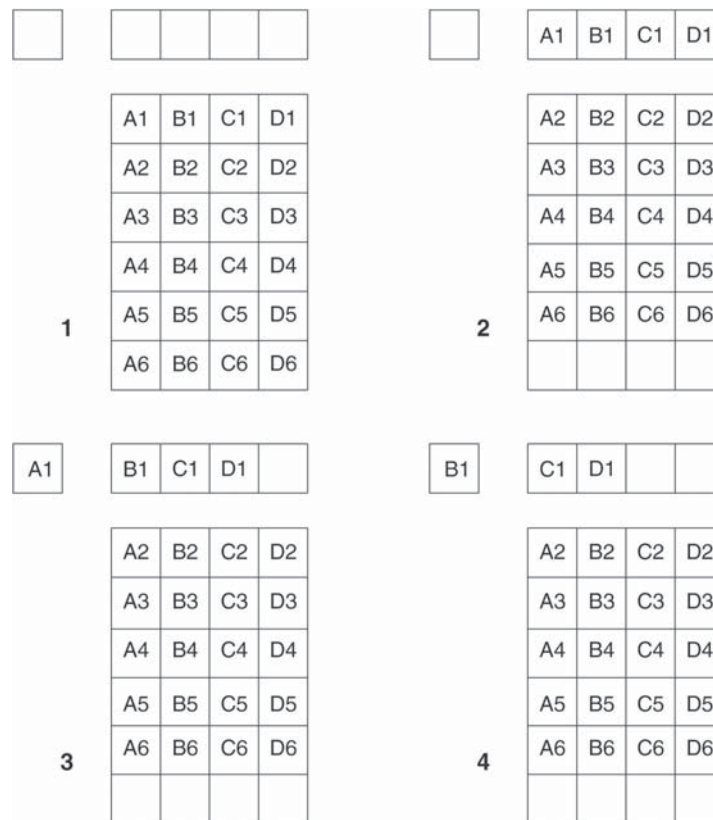 A1 B1 C1 D1
A1 B1 C1 D1
A2 B2 C2 D2
A3 B3 C3 D3
A4 B4 C4 D4
A5 B5 C5 D5
A6 B6 C6 D6
1
A2 B2 C2 D2
A3 B3 C3 D3
A4 B4 C4 D4
A5 B5 C5 D5
A6 B6 C6 D6
2
A1 B1 C1 D1
A2 B2 C2 D2
A3 B3 C3 D3
A4 B4 C4 D4
A5 B5 C5 D5
A6 B6 C6 D6
3
B1 C1 D1
A2 B2 C2 D2
A3 B3 C3 D3
A4 B4 C4 D4
A5 B5 C5 D5
A6 B6 C6 D6
4